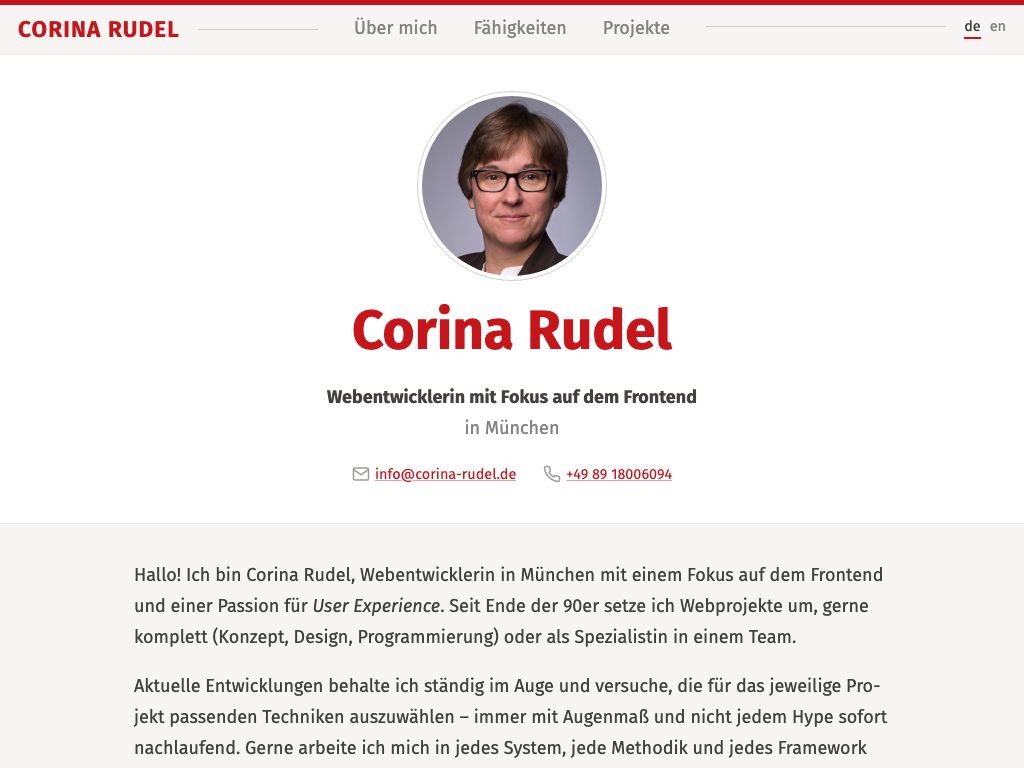 CORINA RUDEL
Über mich
Fähigkeiten
Projekte
de
en
Corina Rudel
Webentwicklerin mit Fokus auf dem Frontend
in München
info@corina-rudel.de
+49 89 18006094
Hallo! Ich bin Corina Rudel, Webentwicklerin in München mit einem Fokus auf dem Frontend
und einer Passion für User Experience. Seit Ende der 90er setze ich Webprojekte um, gerne
komplett (Konzept, Design, Programmierung) oder als Spezialistin in einem Team.
Aktuelle Entwicklungen behalte ich ständig im Auge und versuche, die für das jeweilige Pro-
jekt passenden Techniken auszuwählen – immer mit Augenmaß und nicht jedem Hype sofort
nachlaufend. Gerne arbeite ich mich in jedes System, jede Methodik und jedes Framework